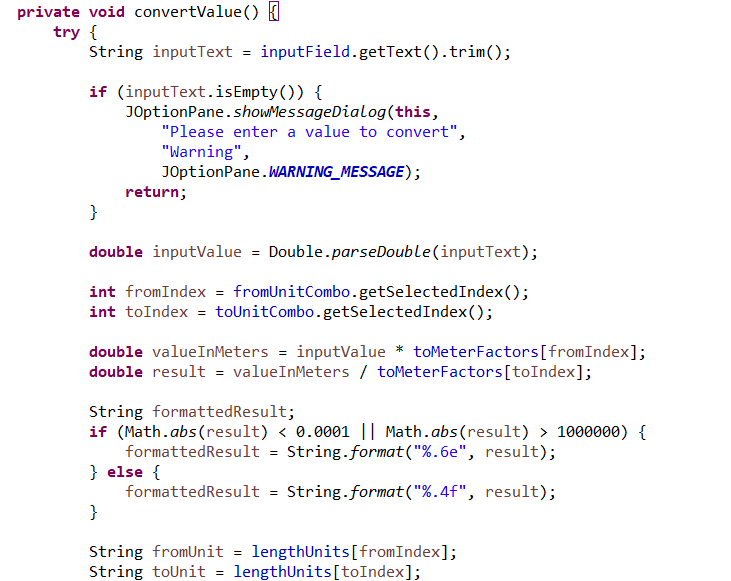 private void convertValue() {
    try {
        String inputText = inputField.getText().trim();

        if (inputText.isEmpty()) {
            JOptionPane.showMessageDialog(this,
                "Please enter a value to convert",
                "Warning",
                JOptionPane.WARNING_MESSAGE);
            return;
        }

        double inputValue = Double.parseDouble(inputText);

        int fromIndex = fromUnitCombo.getSelectedIndex();
        int toIndex = toUnitCombo.getSelectedIndex();

        double valueInMeters = inputValue * toMeterFactors[fromIndex];
        double result = valueInMeters / toMeterFactors[toIndex];

        String formattedResult;
        if (Math.abs(result) < 0.0001 || Math.abs(result) > 1000000) {
            formattedResult = String.format("%.6e", result);
        } else {
            formattedResult = String.format("%.4f", result);
        }

        String fromUnit = lengthUnits[fromIndex];
        String toUnit = lengthUnits[toIndex];